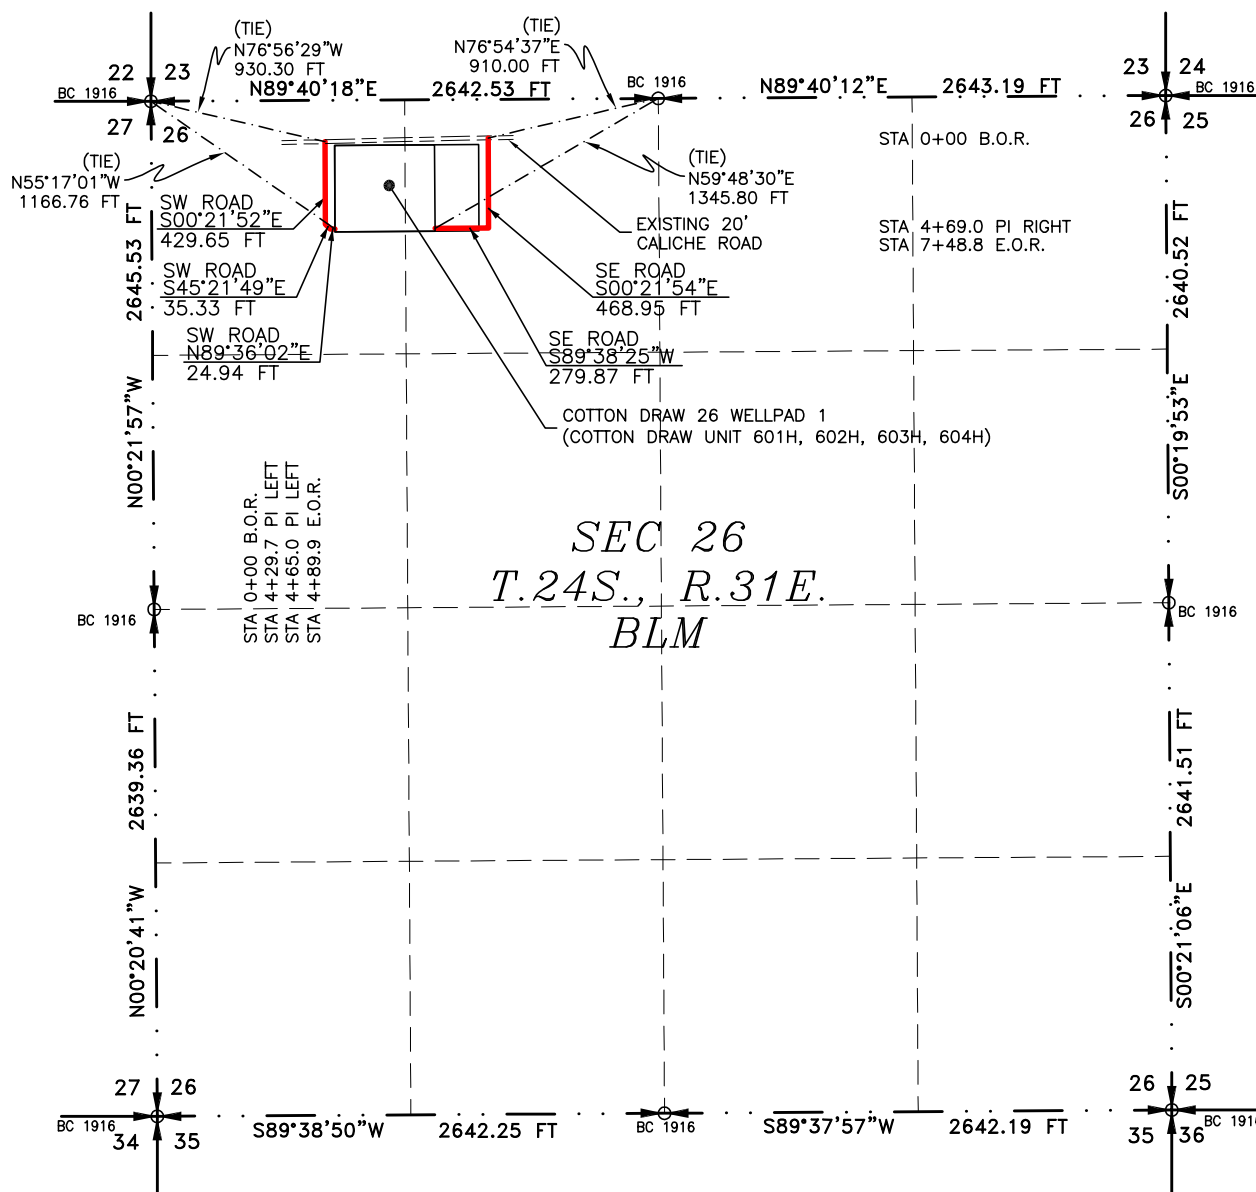 (TIE)
N76°56'29"W
930.30 FT
(TIE)
N76°54'37"E
910.00 FT
22
23
BC 1916
27
26
N89°40'18"E
2642.53 FT
BC 1916
N89°40'12"E
2643.19 FT
23
24
BC 1916
26
25
STA 0+00 B.O.R.
STA 4+69.0 PI RIGHT
STA 7+48.8 E.O.R.
(TIE)
N55°17'01"W
1166.76 FT
(TIE)
N59°48'30"E
1345.80 FT
SW ROAD
S00°21'52"E
429.65 FT
EXISTING 20'
CALICHE ROAD
SW ROAD
S45°21'49"E
35.33 FT
SE ROAD
S00°21'54"E
468.95 FT
SW ROAD
N89°36'02"E
24.94 FT
SE ROAD
S89°38'25"W
279.87 FT
COTTON DRAW 26 WELLPAD 1
(COTTON DRAW UNIT 601H, 602H, 603H, 604H)
2645.53 FT
N00°21'57"W
2640.52 FT
S00°19'53"E
STA 0+00 B.O.R.
STA 4+29.7 PI LEFT
STA 4+65.0 PI LEFT
STA 4+89.9 E.O.R.
SEC 26
T.24S., R.31E.
BLM
BC 1916
BC 1916
2639.36 FT
N00°20'41"W
2641.51 FT
S00°21'06"E
27
26
BC 1916
34
35
S89°38'50"W
2642.25 FT
BC 1916
S89°37'57"W
2642.19 FT
26
25
BC 1916
35
36